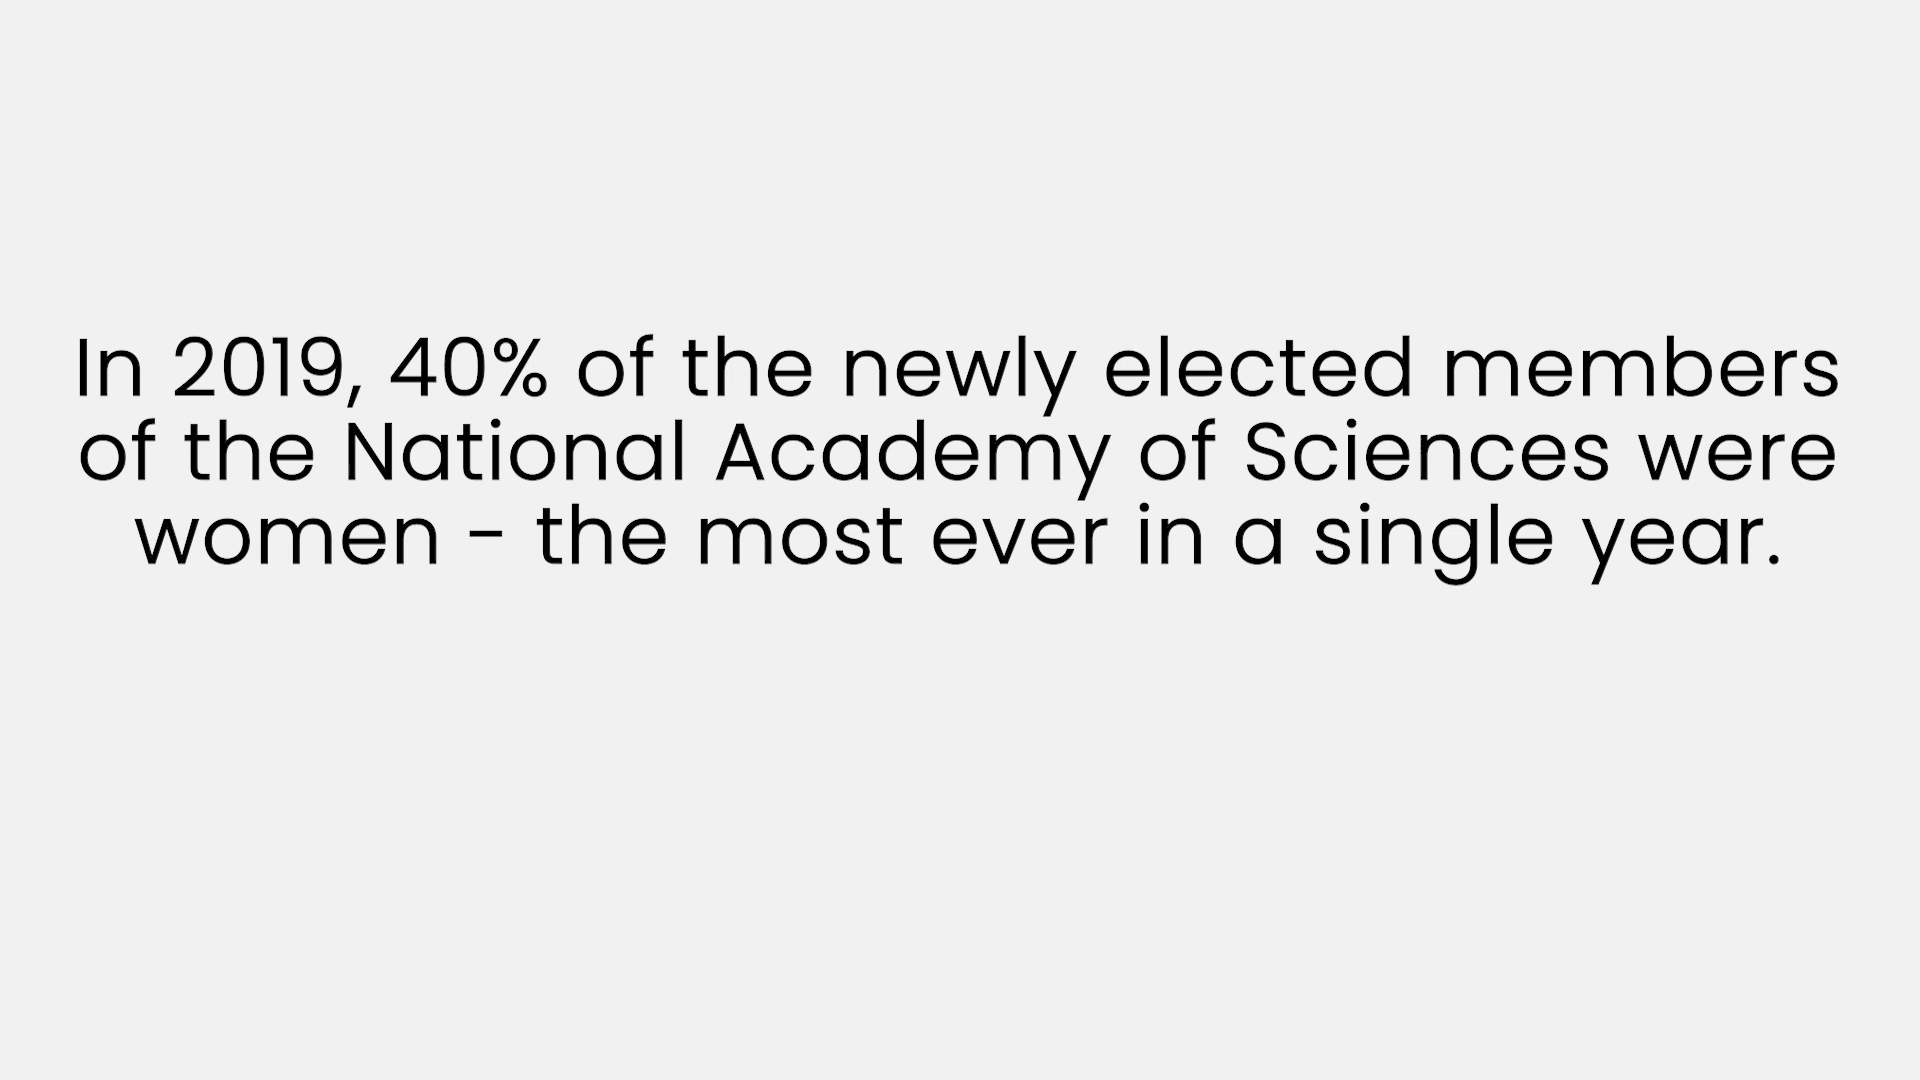 In 2019, 40% of the newly elected members
of the National Academy of Sciences were
women - the most ever in a single year.